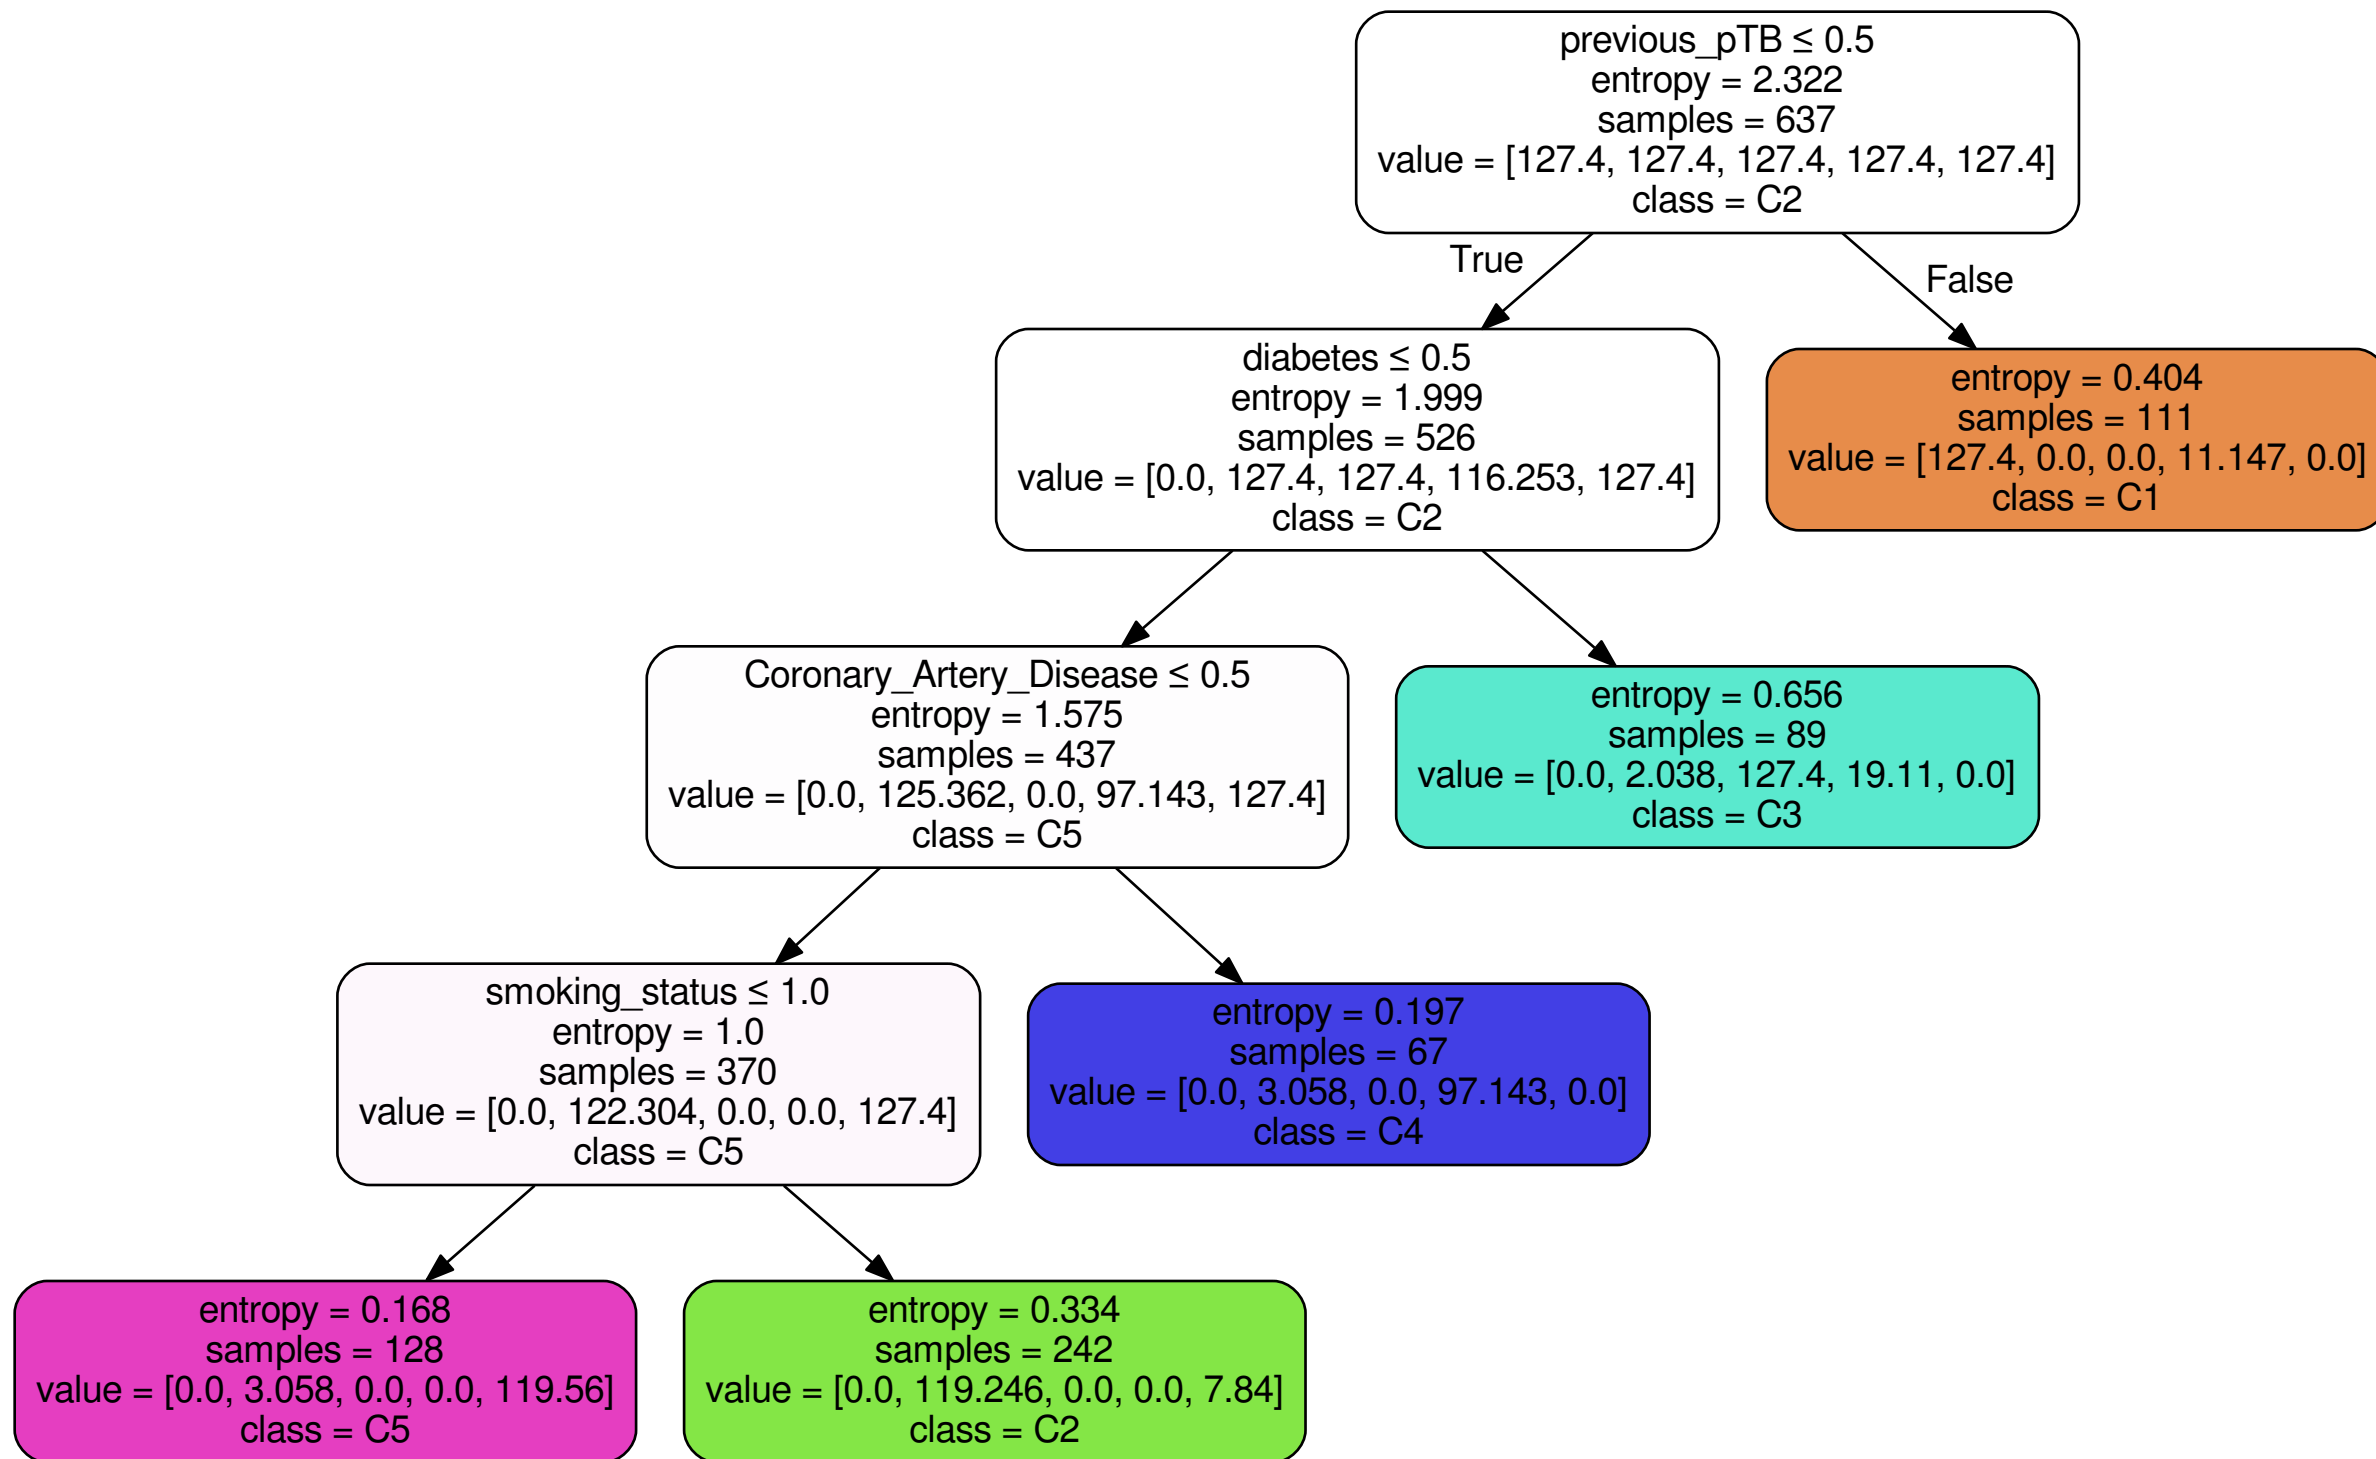 previous_pTB ≤ 0.5
entropy = 2.322
samples = 637
value = [127.4, 127.4, 127.4, 127.4, 127.4]
class = C2
True
False
diabetes ≤ 0.5
entropy = 1.999
samples = 526
value = [0.0, 127.4, 127.4, 116.253, 127.4]
class = C2
entropy = 0.404
samples = 111
value = [127.4, 0.0, 0.0, 11.147, 0.0]
class = C1
Coronary_Artery_Disease ≤ 0.5
entropy = 1.575
samples = 437
value = [0.0, 125.362, 0.0, 97.143, 127.4]
class = C5
entropy = 0.656
samples = 89
value = [0.0, 2.038, 127.4, 19.11, 0.0]
class = C3
smoking_status ≤ 1.0
entropy = 1.0
samples = 370
value = [0.0, 122.304, 0.0, 0.0, 127.4]
class = C5
entropy = 0.197
samples = 67
value = [0.0, 3.058, 0.0, 97.143, 0.0]
class = C4
entropy = 0.168
samples = 128
value = [0.0, 3.058, 0.0, 0.0, 119.56]
class = C5
entropy = 0.334
samples = 242
value = [0.0, 119.246, 0.0, 0.0, 7.84]
class = C2